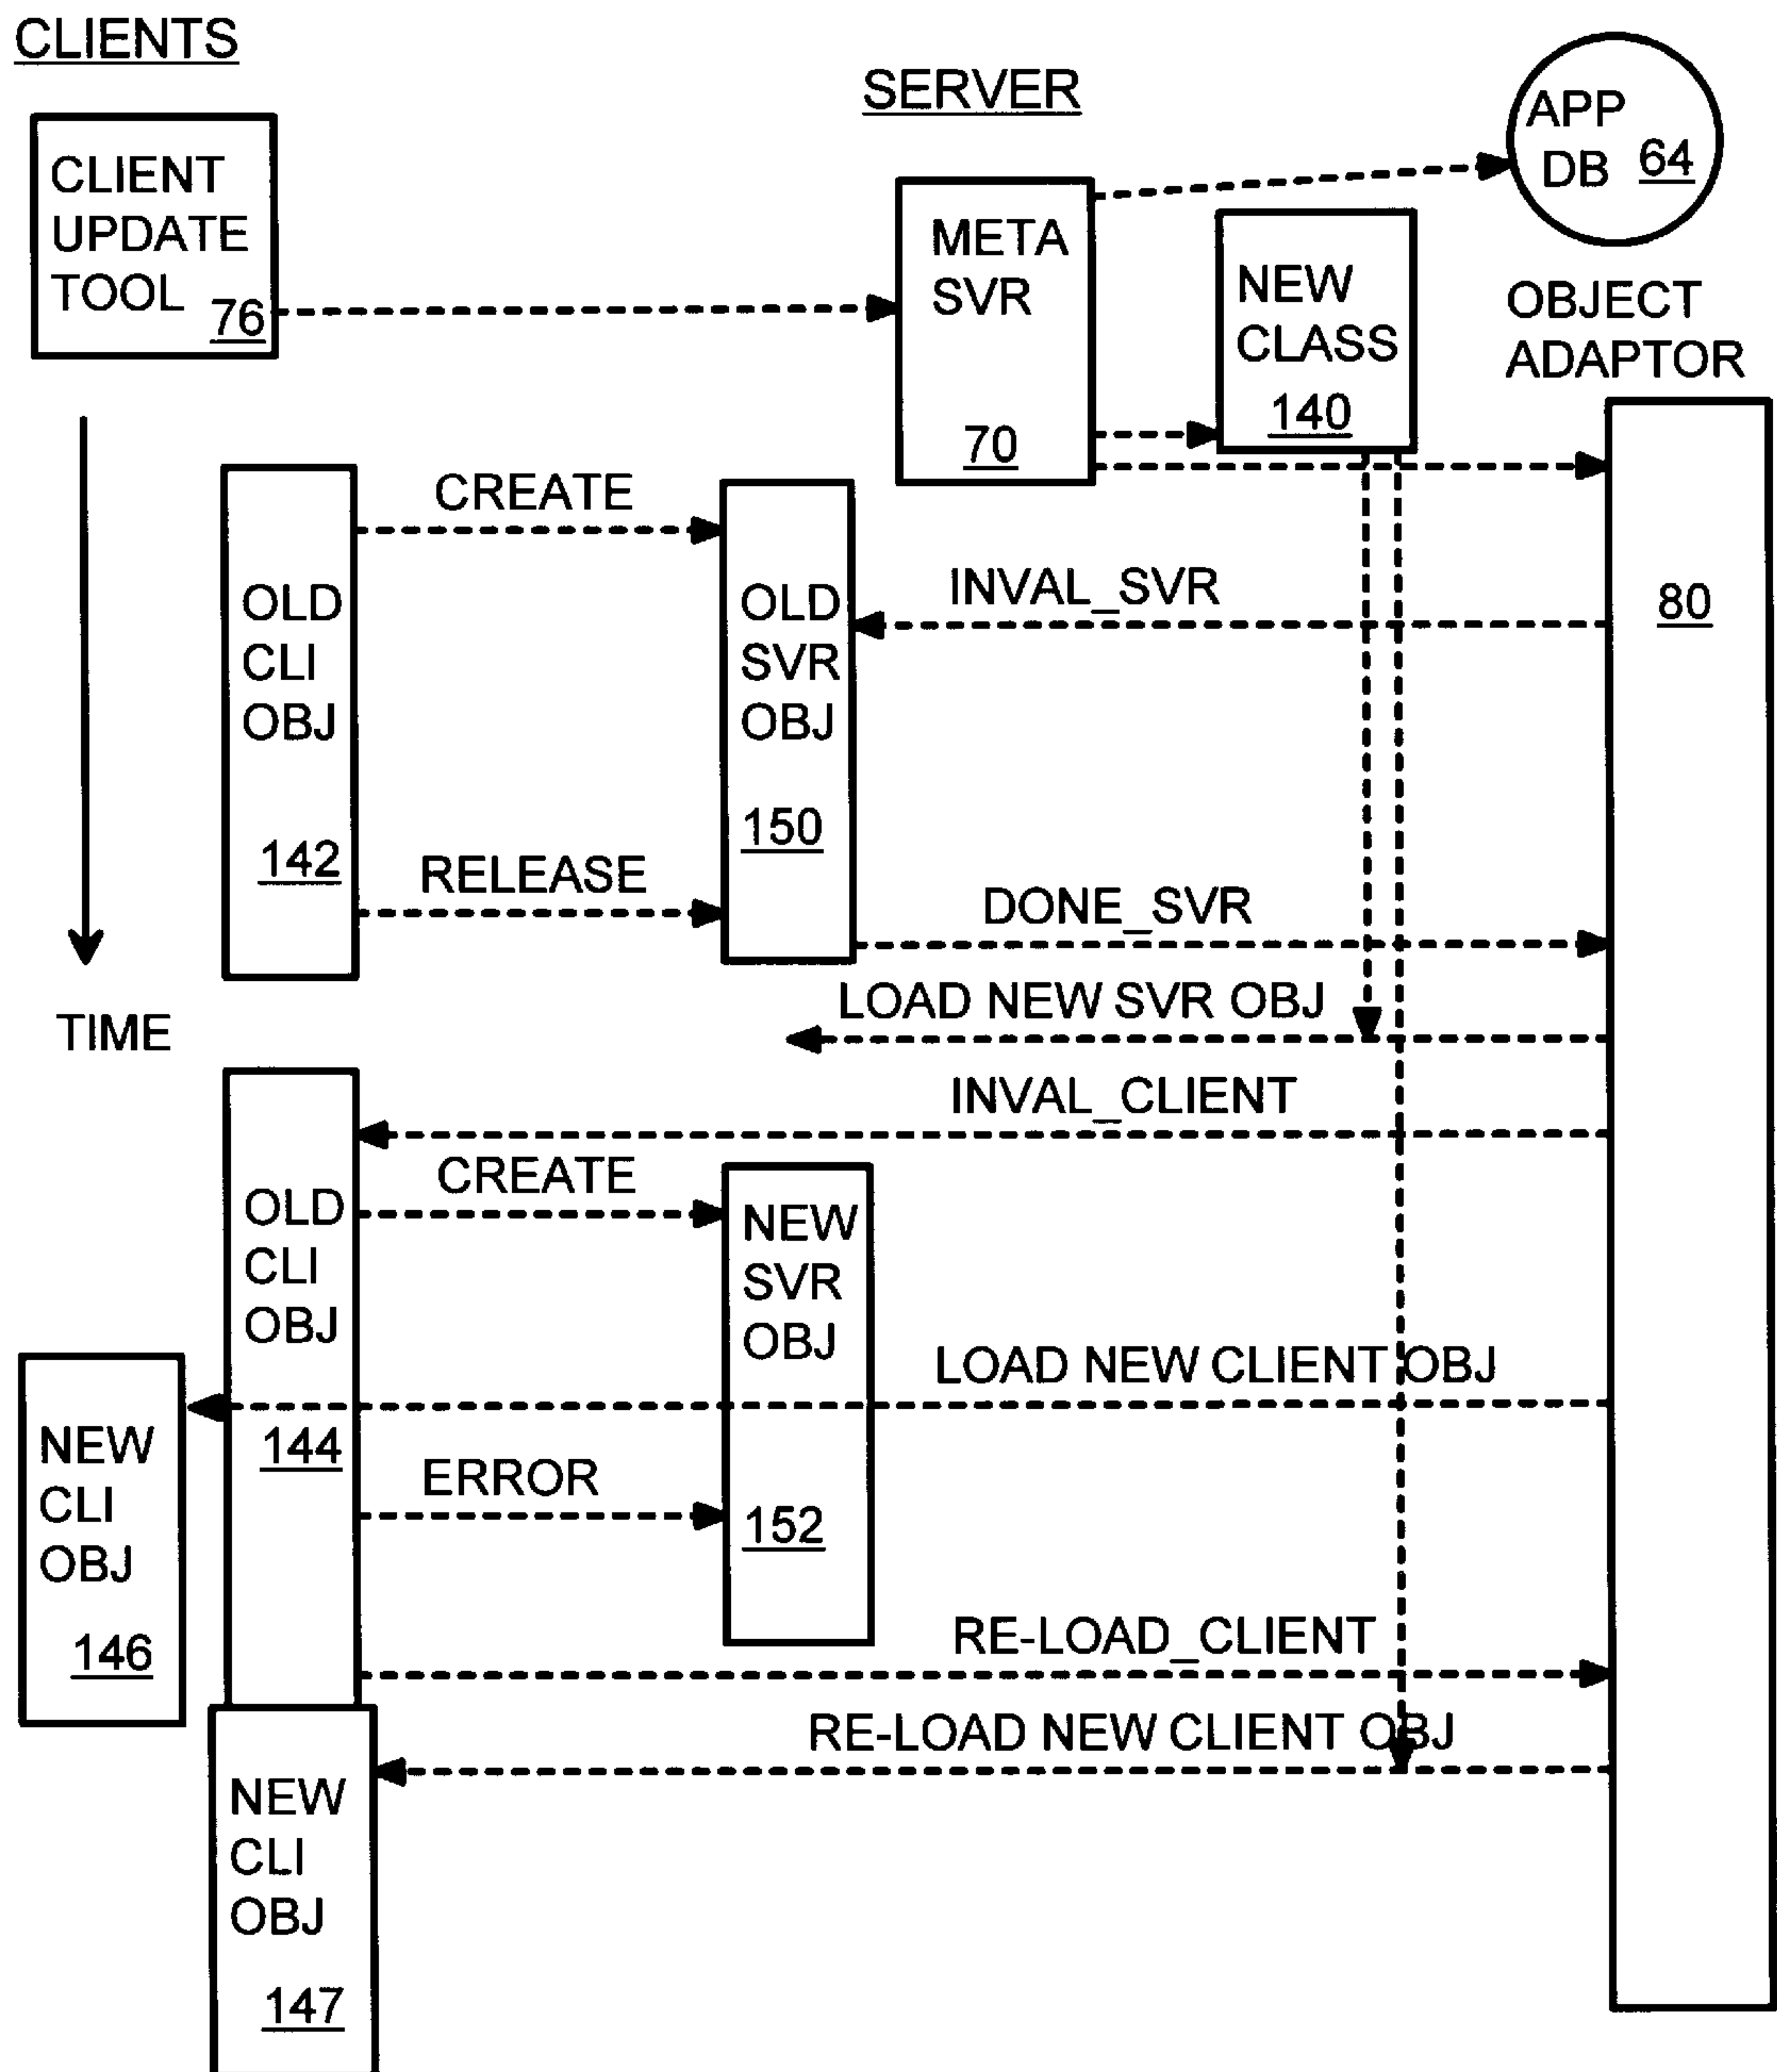 CLIENTS
SERVER
APP
DB 64
CLIENT
UPDATE
TOOL 76
META
SVR
70
NEW
CLASS
140
OBJECT
ADAPTOR
80
CREATE
OLD
CLI
OBJ
142
OLD
SVR
OBJ
150
INVAL_SVR
RELEASE
DONE_SVR
LOAD NEW SVR OBJ
TIME
INVAL_CLIENT
CREATE
OLD
CLI
OBJ
144
NEW
SVR
OBJ
152
LOAD NEW CLIENT OBJ
NEW
CLI
OBJ
146
ERROR
RE-LOAD_CLIENT
RE-LOAD NEW CLIENT OBJ
NEW
CLI
OBJ
147